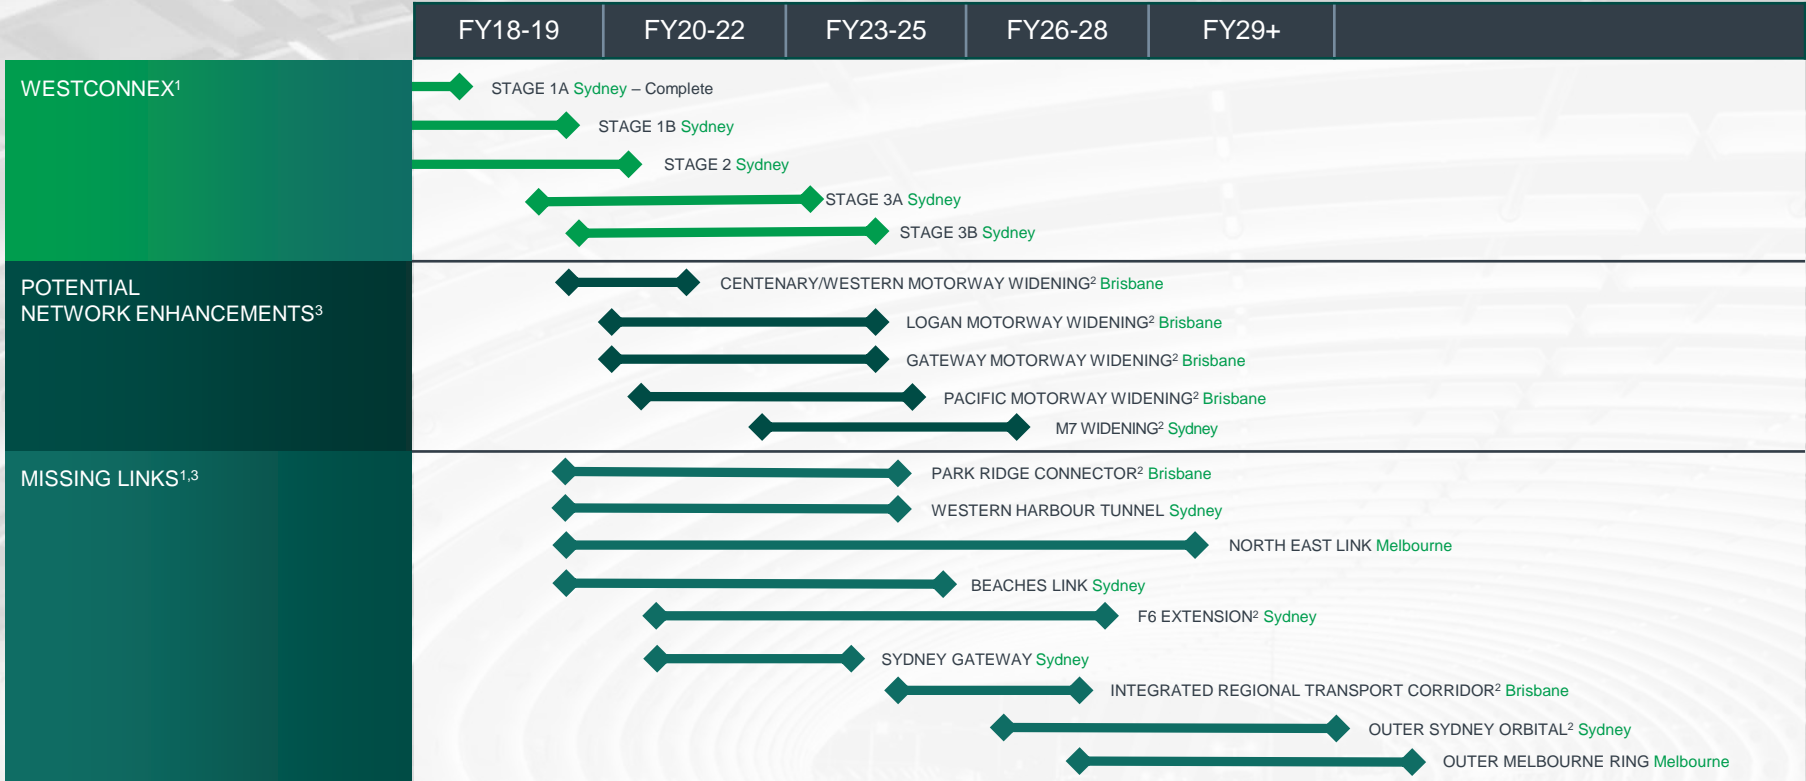 FY18-19 FY20-22 FY23-25 FY26-28 FY29+
WESTCONNEX¹
STAGE 1A Sydney – Complete
STAGE 1B Sydney
STAGE 2 Sydney
STAGE 3A Sydney
STAGE 3B Sydney
POTENTIAL
NETWORK ENHANCEMENTS³
CENTENARY/WESTERN MOTORWAY WIDENING² Brisbane
LOGAN MOTORWAY WIDENING² Brisbane
GATEWAY MOTORWAY WIDENING² Brisbane
PACIFIC MOTORWAY WIDENING² Brisbane
M7 WIDENING² Sydney
MISSING LINKS¹,³
PARK RIDGE CONNECTOR² Brisbane
WESTERN HARBOUR TUNNEL Sydney
NORTH EAST LINK Melbourne
BEACHES LINK Sydney
F6 EXTENSION² Sydney
SYDNEY GATEWAY Sydney
INTEGRATED REGIONAL TRANSPORT CORRIDOR² Brisbane
OUTER SYDNEY ORBITAL² Sydney
OUTER MELBOURNE RING Melbourne